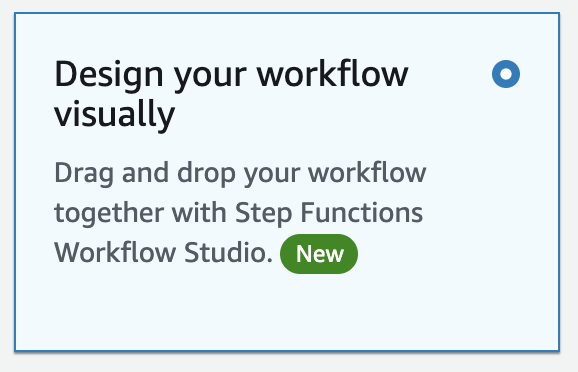 Design your workflow
visually
Drag and drop your workflow
together with Step Functions
Workflow Studio. New